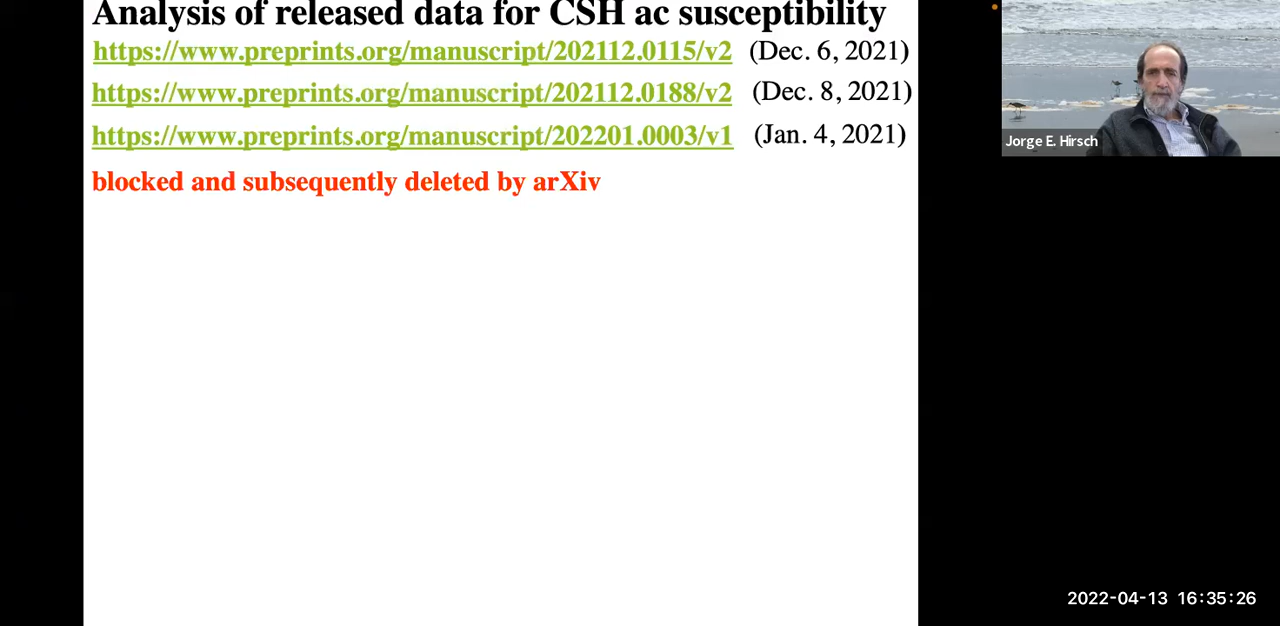 Analysis of released data for CSH ac susceptibility
https://www.preprints.org/manuscript/202112.0115/v2 (Dec. 6, 2021)
https://www.preprints.org/manuscript/202112.0188/v2 (Dec. 8, 2021)
https://www.preprints.org/manuscript/202201.0003/v1 (Jan. 4, 2021)
blocked and subsequently deleted by arXiv
Jorge E. Hirsch
2022-04-13 16:35:26